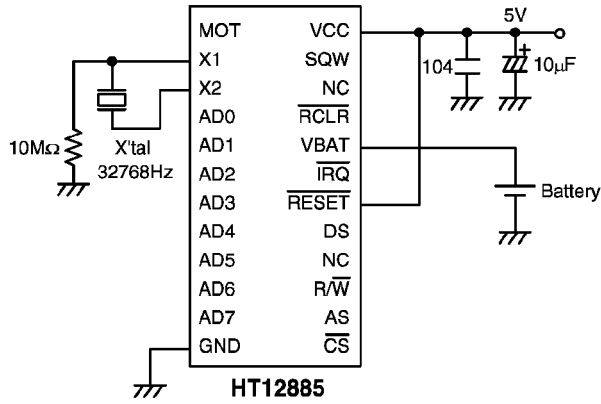 5V
MOT VCC
X1 SQW
104
10µF
X2 NC
AD0 RCLR
10MΩ
X'tal
32768Hz
AD1 VBAT
AD2 IRQ
Battery
AD3 RESET
AD4 DS
AD5 NC
AD6 R/W
AD7 AS
GND CS
HT12885